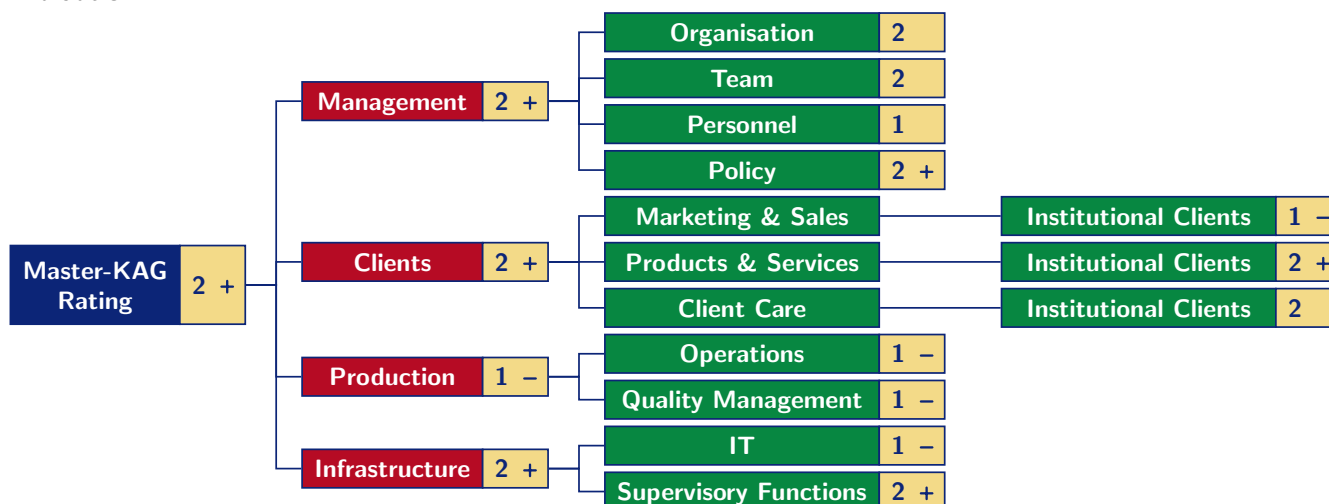 Organisation 2
Team 2
Management 2 +
Personnel 1
Policy 2 +
Marketing & Sales Institutional Clients 1 –
Master-KAG
Rating
2 +
Clients 2 + Products & Services Institutional Clients 2 +
Client Care Institutional Clients 2
Operations 1 –
Production 1 –
Quality Management 1 –
IT 1 –
Infrastructure 2 +
Supervisory Functions 2 +